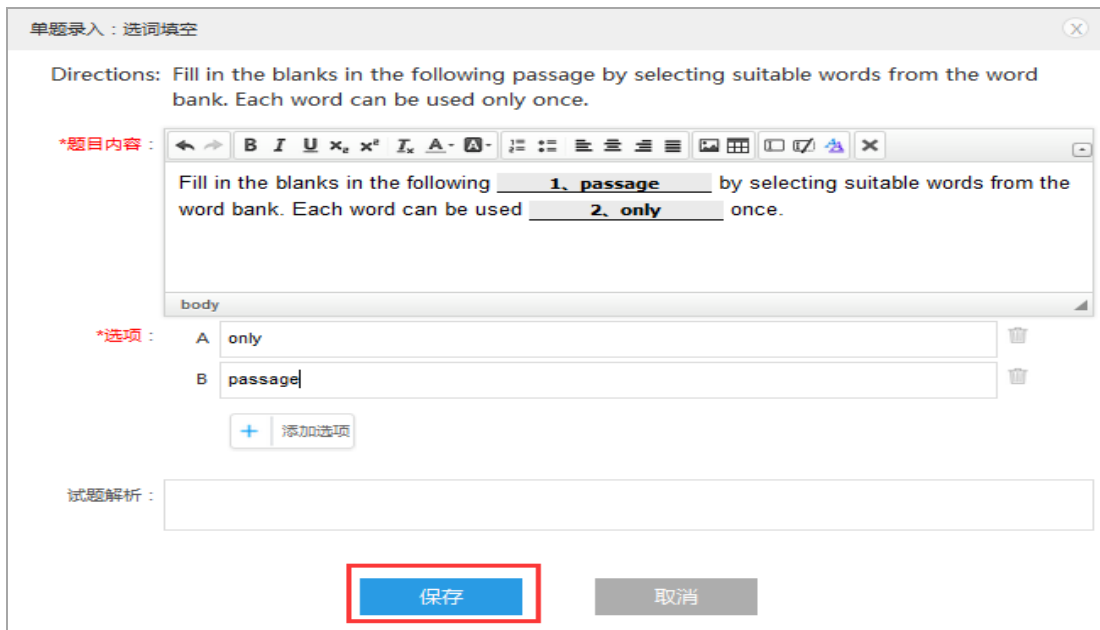 单题录入：选词填空
Directions: Fill in the blanks in the following passage by selecting suitable words from the word
bank. Each word can be used only once.
*题目内容：
Fill in the blanks in the following 1、passage by selecting suitable words from the
word bank. Each word can be used 2、only once.
body
*选项：
A only
B passage
+ 添加选项
试题解析：
保存 取消